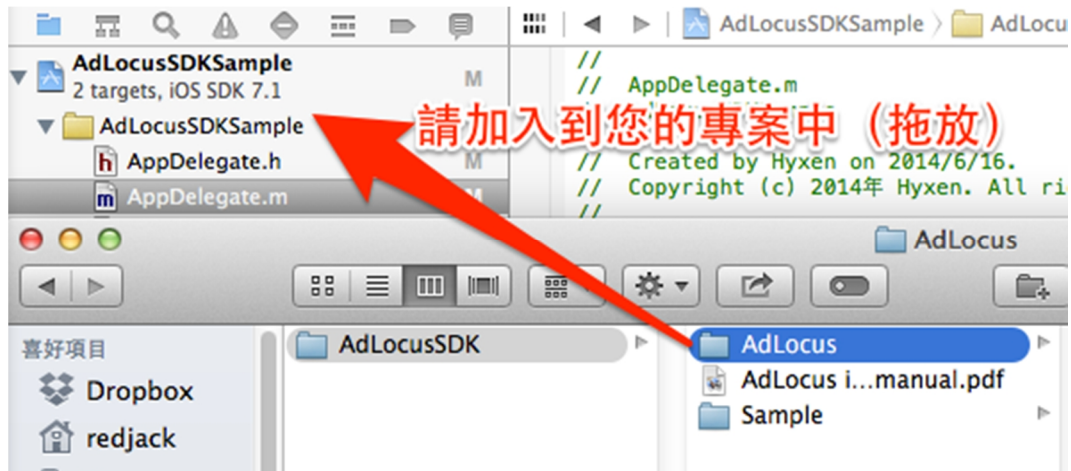 AdLocusSDKSample
AdLocus
AdLocusSDKSample
2 targets, iOS SDK 7.1
M
//
// AppDelegate.m
AdLocusSDKSample
請加入到您的專案中（拖放）
h AppDelegate.h
M
// Created by Hyxen on 2014/6/16.
m AppDelegate.m
// Copyright (c) 2014年 Hyxen. All ri
//
AdLocus
喜好項目
AdLocusSDK
AdLocus
Dropbox
AdLocus i...manual.pdf
redjack
Sample